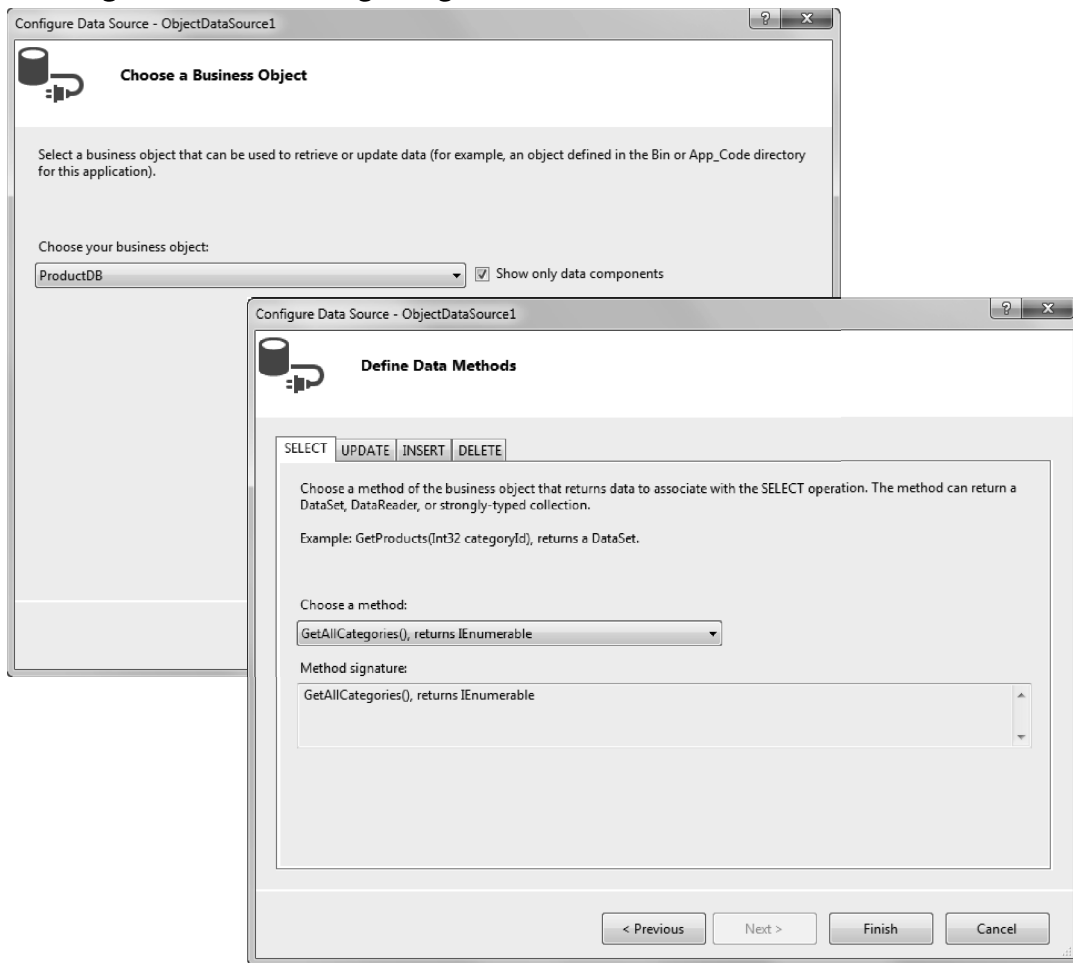 Configure Data Source - ObjectDataSource1
Choose a Business Object
Select a business object that can be used to retrieve or update data (for example, an object defined in the Bin or App_Code directory
for this application).
Choose your business object:
ProductDB
Show only data components
Configure Data Source - ObjectDataSource1
Define Data Methods
SELECT UPDATE INSERT DELETE
Choose a method of the business object that returns data to associate with the SELECT operation. The method can return a
DataSet, DataReader, or strongly-typed collection.
Example: GetProducts(Int32 categoryId), returns a DataSet.
Choose a method:
GetAllCategories(), returns IEnumerable
Method signature:
GetAllCategories(), returns IEnumerable
< Previous Next > Finish Cancel